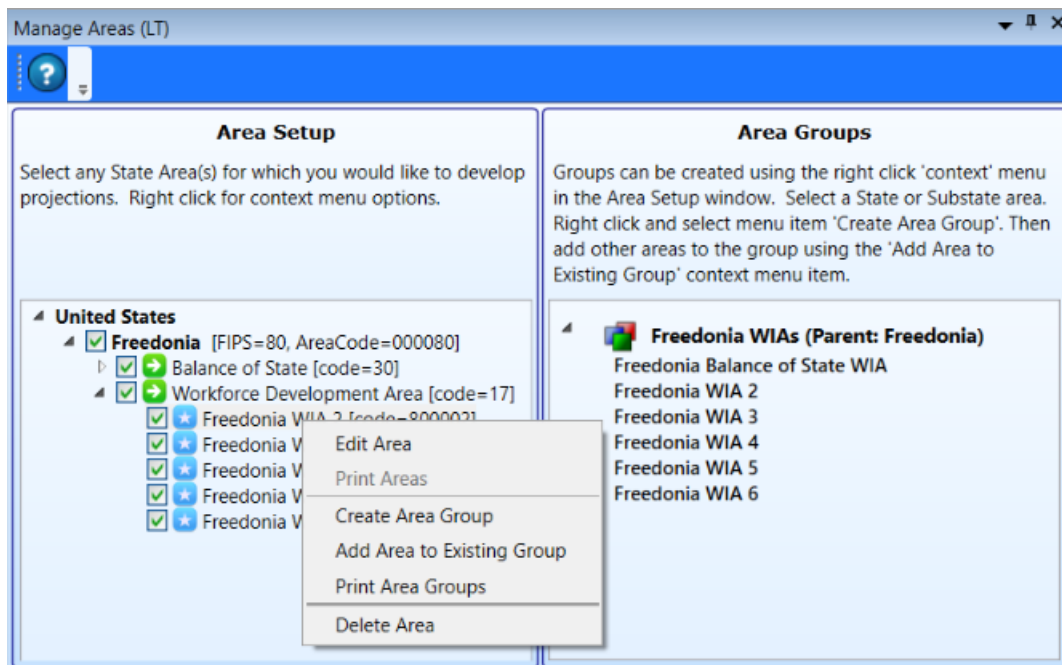 Manage Areas (LT)
?
Area Setup
Select any State Area(s) for which you would like to develop
projections. Right click for context menu options.
United States
Freedonia [FIPS=80, AreaCode=000080]
Balance of State [code=30]
Workforce Development Area [code=17]
Freedonia WIA 2 [code=800002]
Freedonia
Freedonia
Freedonia
Freedonia
Edit Area
Print Areas
Create Area Group
Add Area to Existing Group
Print Area Groups
Delete Area
Area Groups
Groups can be created using the right click 'context' menu
in the Area Setup window. Select a State or Substate area.
Right click and select menu item 'Create Area Group'. Then
add other areas to the group using the 'Add Area to
Existing Group' context menu item.
Freedonia WIAs (Parent: Freedonia)
Freedonia Balance of State WIA
Freedonia WIA 2
Freedonia WIA 3
Freedonia WIA 4
Freedonia WIA 5
Freedonia WIA 6